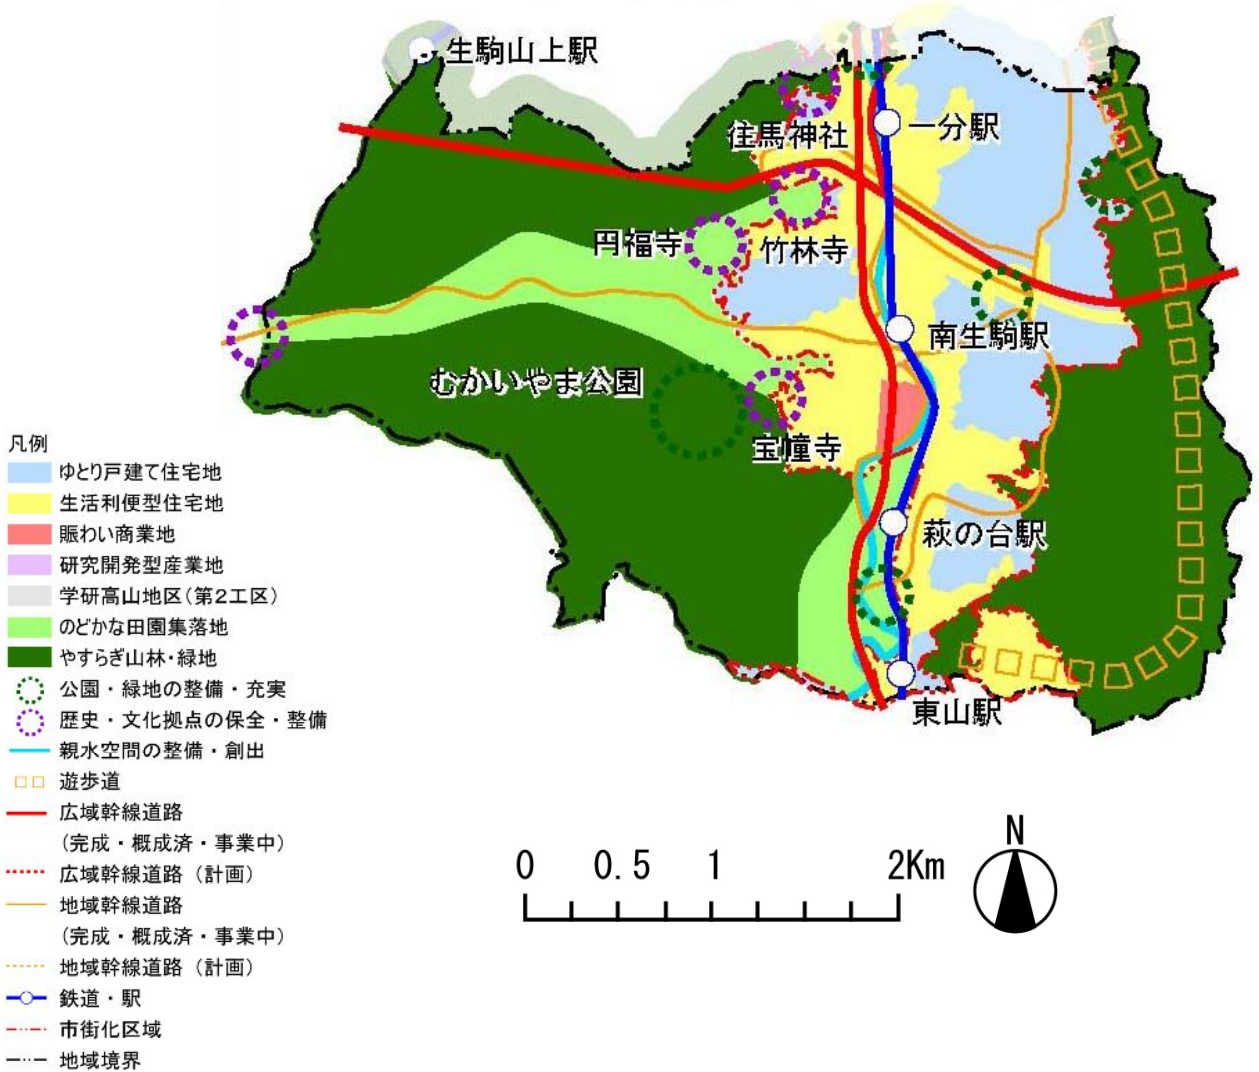 生駒山上駅
往馬神社
一分駅
円福寺
竹林寺
南生駒駅
むかいやま公園
宝幢寺
萩の台駅
東山駅
凡例
ゆとり戸建て住宅地
生活利便型住宅地
賑わい商業地
研究開発型産業地
学研高山地区(第2工区)
のどかな田園集落地
やすらぎ山林・緑地
公園・緑地の整備・充実
歴史・文化拠点の保全・整備
親水空間の整備・創出
遊歩道
広域幹線道路
(完成・概成済・事業中)
広域幹線道路(計画)
地域幹線道路
(完成・概成済・事業中)
地域幹線道路(計画)
鉄道・駅
市街化区域
地域境界
0 0.5 1 2Km
N